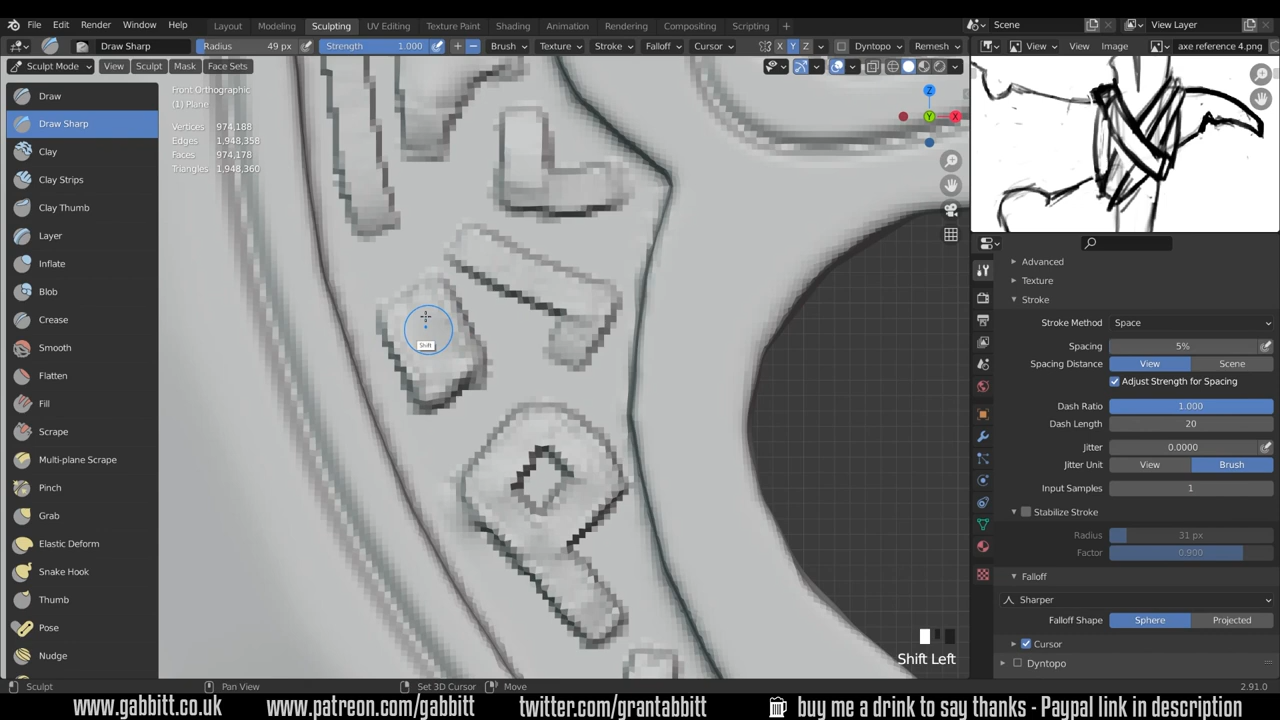 File Edit Render Window Help Layout Modeling Sculpting UV Editing Texture Paint Shading Animation Rendering Compositing Scripting + Scene View Layer
Draw Sharp Radius 49 px Strength 1.000 + − Brush Texture Stroke Falloff Cursor X Y Z Dyntopo Remesh View View Image axe reference 4.png
Sculpt Mode View Sculpt Mask Face Sets
Front Orthographic
(1) Plane
Vertices 974,188
Edges 1,948,358
Faces 974,178
Triangles 1,948,360
Draw
Draw Sharp
Clay
Clay Strips
Clay Thumb
Layer
Inflate
Blob
Crease
Smooth
Flatten
Fill
Scrape
Multi-plane Scrape
Pinch
Grab
Elastic Deform
Snake Hook
Thumb
Pose
Nudge
Z
X
Y
Shift
Shift Left
Advanced
Texture
Stroke
Stroke Method Space
Spacing 5%
Spacing Distance View Scene
Adjust Strength for Spacing
Dash Ratio 1.000
Dash Length 20
Jitter 0.0000
Jitter Unit View Brush
Input Samples 1
Stabilize Stroke
Radius 31 px
Factor 0.900
Falloff
Sharper
Falloff Shape Sphere Projected
Cursor
Dyntopo
Sculpt Pan View Set 3D Cursor Move 2.91.0
www.gabbitt.co.uk www.patreon.com/gabbitt twitter.com/grantabbitt buy me a drink to say thanks - Paypal link in description